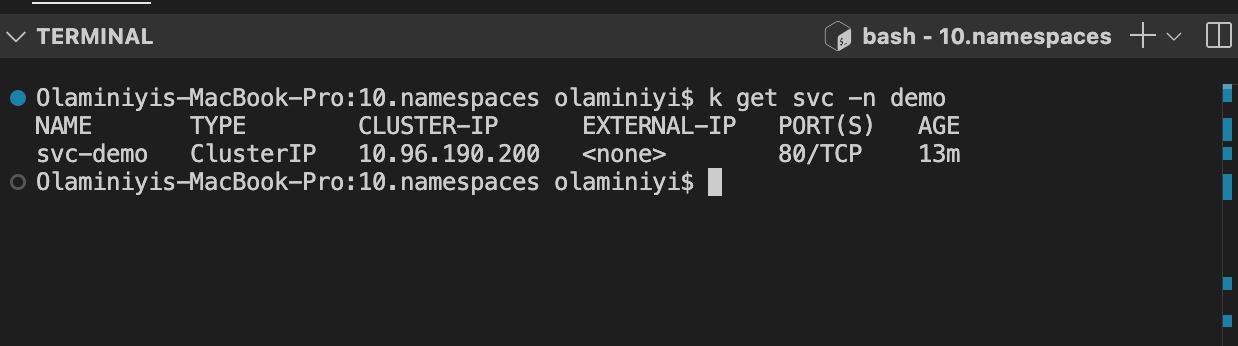 TERMINAL
bash - 10.namespaces
Olaminiyis-MacBook-Pro:10.namespaces olaminiyi$ k get svc -n demo
NAME TYPE CLUSTER-IP EXTERNAL-IP PORT(S) AGE
svc-demo ClusterIP 10.96.190.200 <none> 80/TCP 13m
Olaminiyis-MacBook-Pro:10.namespaces olaminiyi$